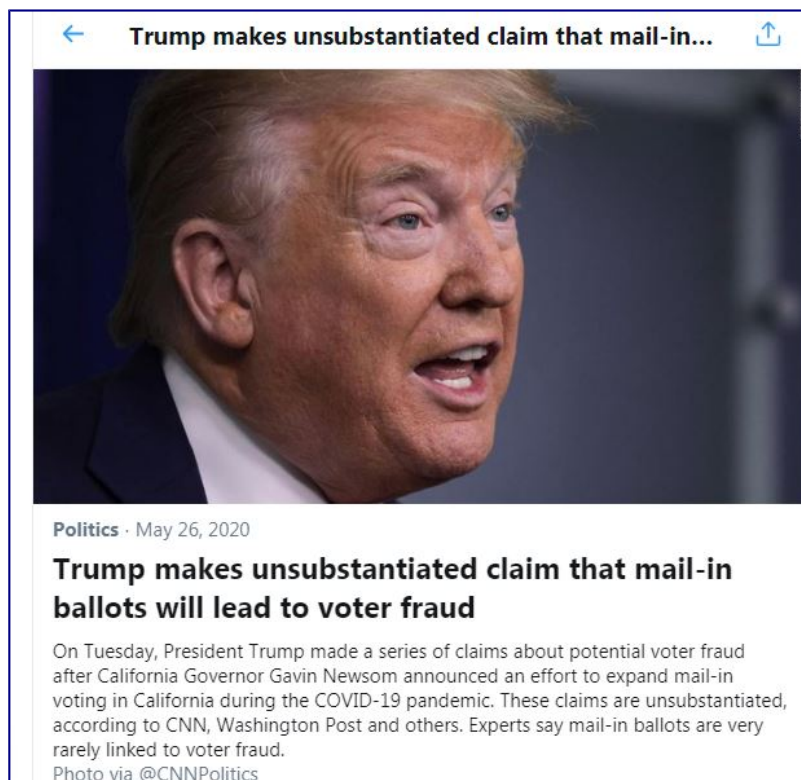 Trump makes unsubstantiated claim that mail-in...
Politics · May 26, 2020
Trump makes unsubstantiated claim that mail-in
ballots will lead to voter fraud
On Tuesday, President Trump made a series of claims about potential voter fraud
after California Governor Gavin Newsom announced an effort to expand mail-in
voting in California during the COVID-19 pandemic. These claims are unsubstantiated,
according to CNN, Washington Post and others. Experts say mail-in ballots are very
rarely linked to voter fraud.
Photo via @CNNPolitics